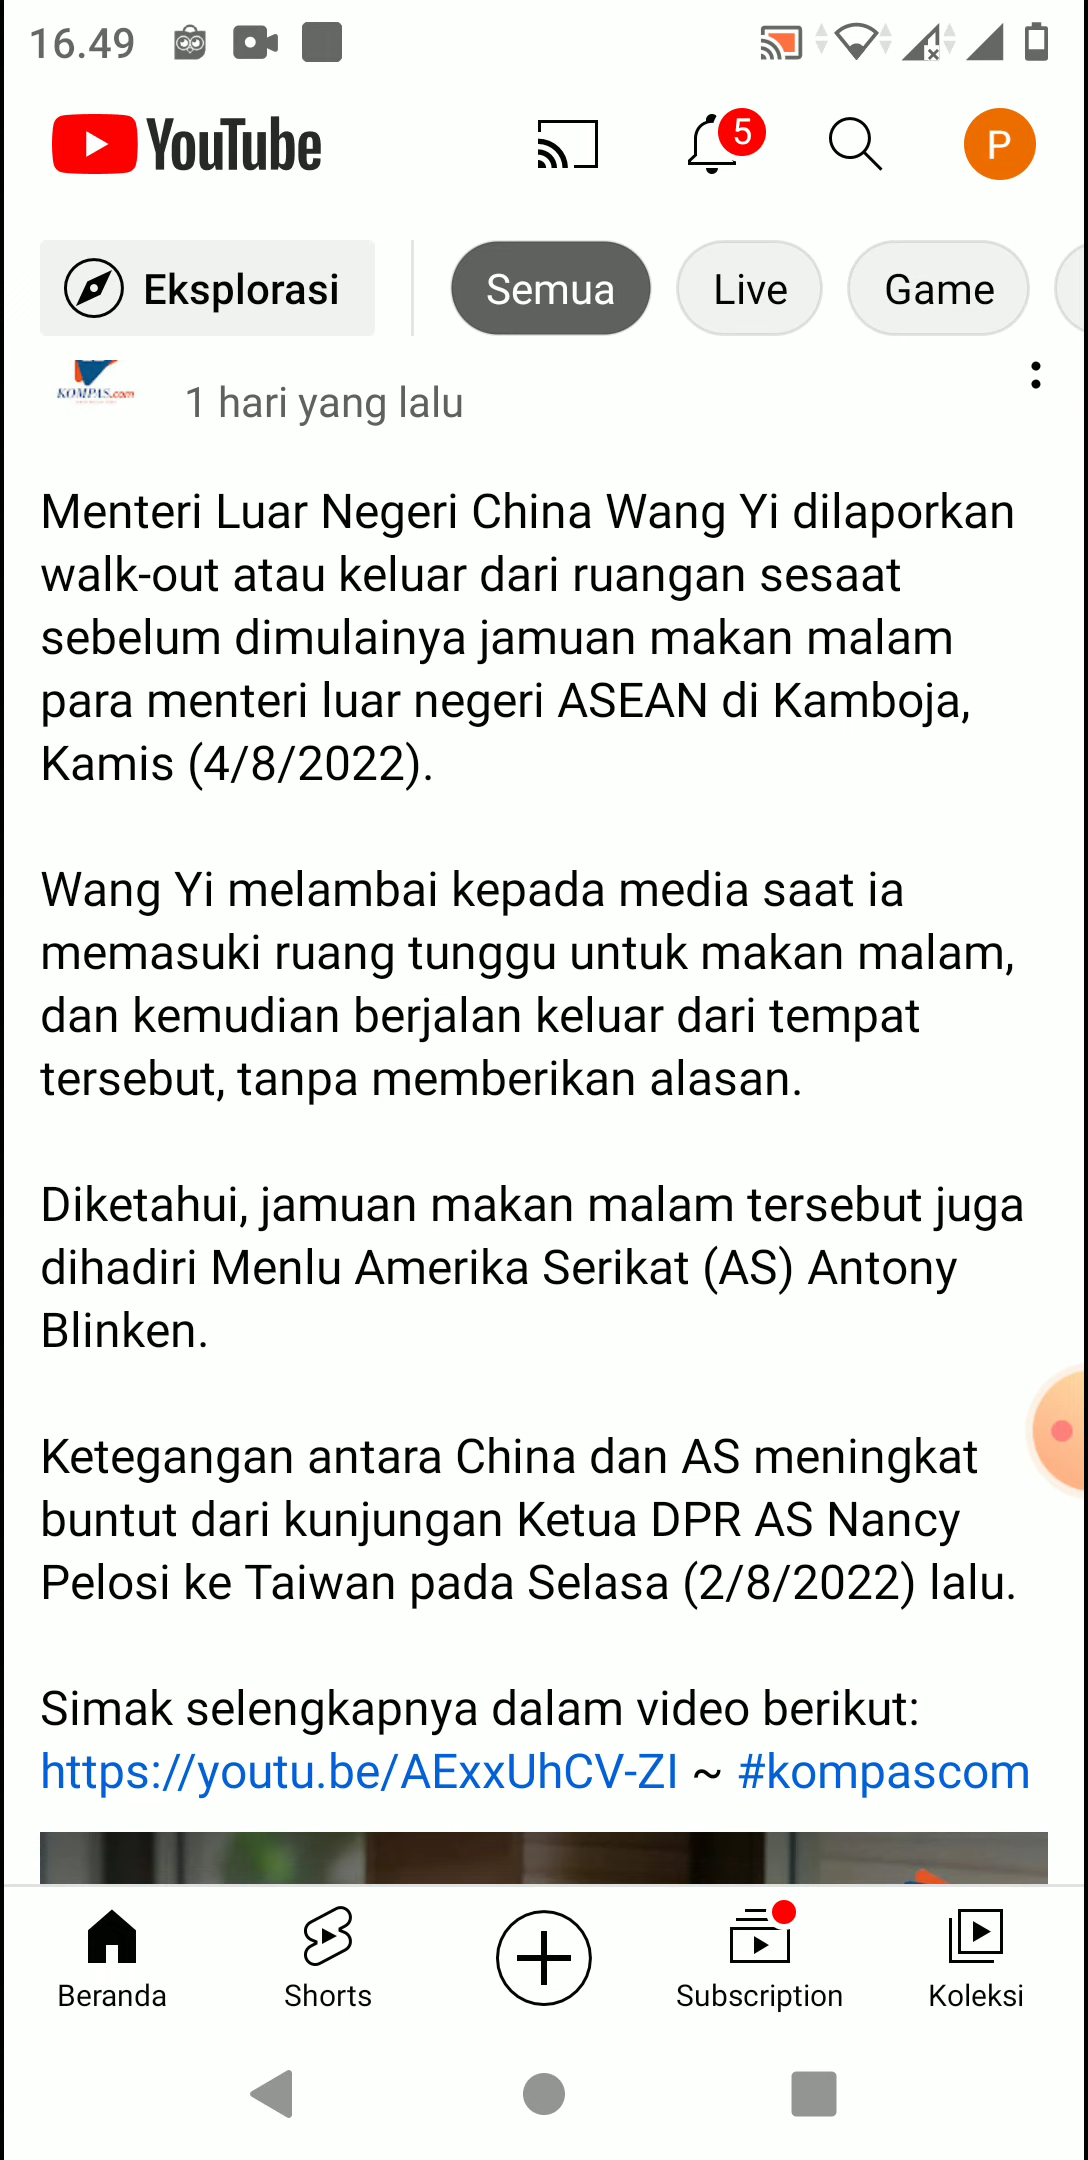 16.49
YouTube
5
P
Eksplorasi
Semua
Live
Game
KOMPAS.com
1 hari yang lalu
Menteri Luar Negeri China Wang Yi dilaporkan
walk-out atau keluar dari ruangan sesaat
sebelum dimulainya jamuan makan malam
para menteri luar negeri ASEAN di Kamboja,
Kamis (4/8/2022).
Wang Yi melambai kepada media saat ia
memasuki ruang tunggu untuk makan malam,
dan kemudian berjalan keluar dari tempat
tersebut, tanpa memberikan alasan.
Diketahui, jamuan makan malam tersebut juga
dihadiri Menlu Amerika Serikat (AS) Antony
Blinken.
Ketegangan antara China dan AS meningkat
buntut dari kunjungan Ketua DPR AS Nancy
Pelosi ke Taiwan pada Selasa (2/8/2022) lalu.
Simak selengkapnya dalam video berikut:
https://youtu.be/AExxUhCV-ZI ~ #kompascom
Beranda
Shorts
Subscription
Koleksi